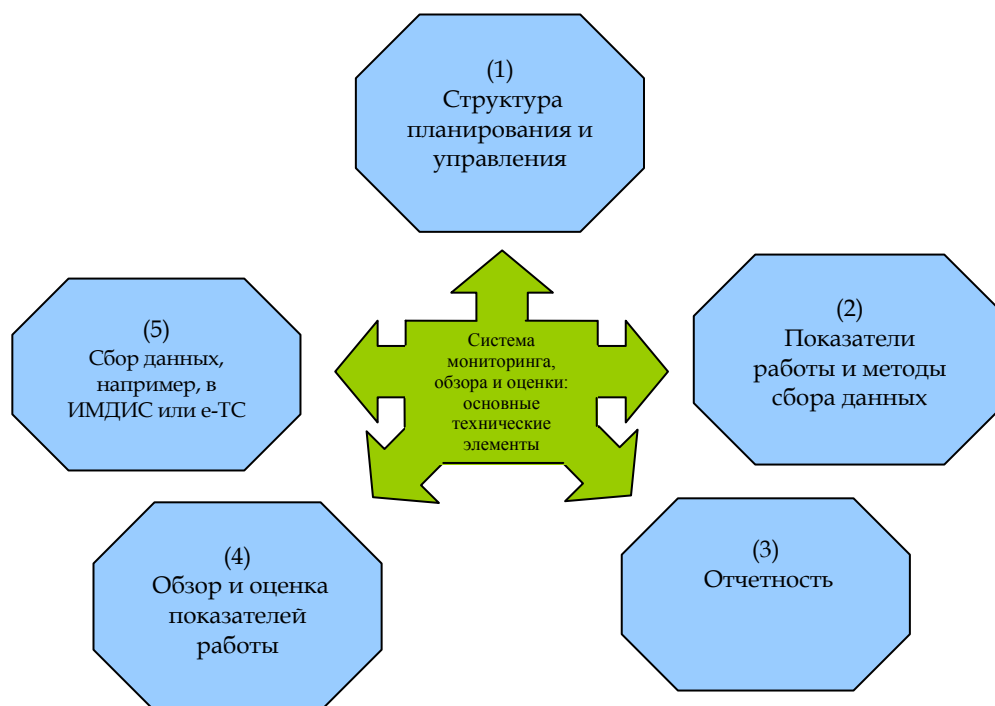 (1)
Структура
планирования и
управления
(5)
Сбор данных,
например, в
ИМДИС или е-ТС
Система
мониторинга,
обзора и оценки:
основные
технические
элементы
(2)
Показатели
работы и методы
сбора данных
(4)
Обзор и оценка
показателей
работы
(3)
Отчетность